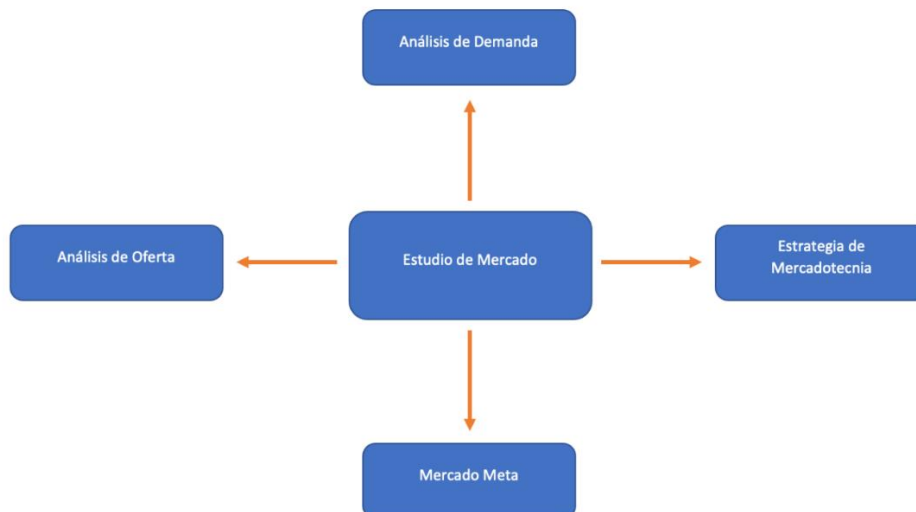 Análisis de Demanda
Análisis de Oferta
Estudio de Mercado
Estrategia de
Mercadotecnia
Mercado Meta